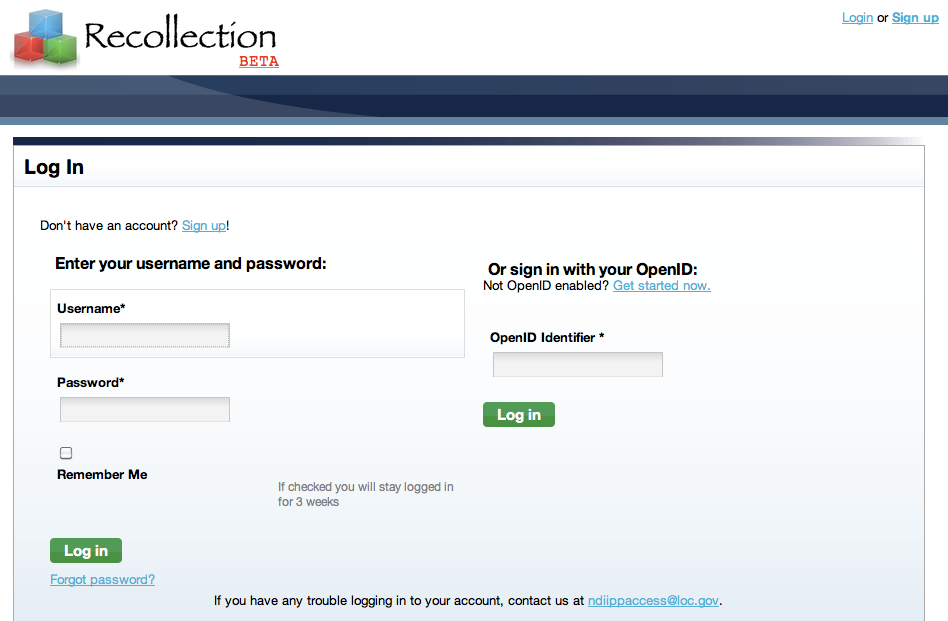 Recollection
BETA
Login or Sign up
Log In
Don't have an account? Sign up!
Enter your username and password:
Username*
Password*
Remember Me
If checked you will stay logged in
for 3 weeks
Log in
Forgot password?
Or sign in with your OpenID:
Not OpenID enabled? Get started now.
OpenID Identifier *
Log in
If you have any trouble logging in to your account, contact us at ndiippaccess@loc.gov.